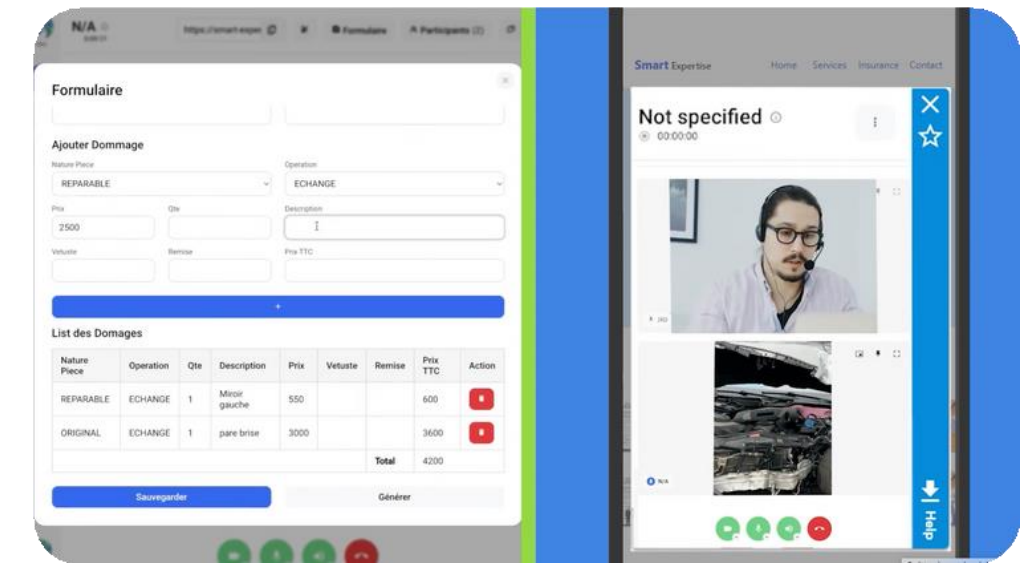 N/A
https://smart-exper
Formulaire
Participants (2)
Formulaire
Ajouter Dommage
Nature Piece
Operation
REPARABLE
ECHANGE
Prix
Qte
Description
2500
Vetuste
Remise
Prix TTC
+
List des Domages
Nature Piece Operation Qte Description Prix Vetuste Remise Prix TTC Action
REPARABLE ECHANGE 1 Miroir gauche 550 600
ORIGINAL ECHANGE 1 pare brise 3000 3600
Total 4200
Sauvegarder
Générer
Smart Expertise
Home Services Insurance Contact
Not specified
00:00:00
N/A
Help